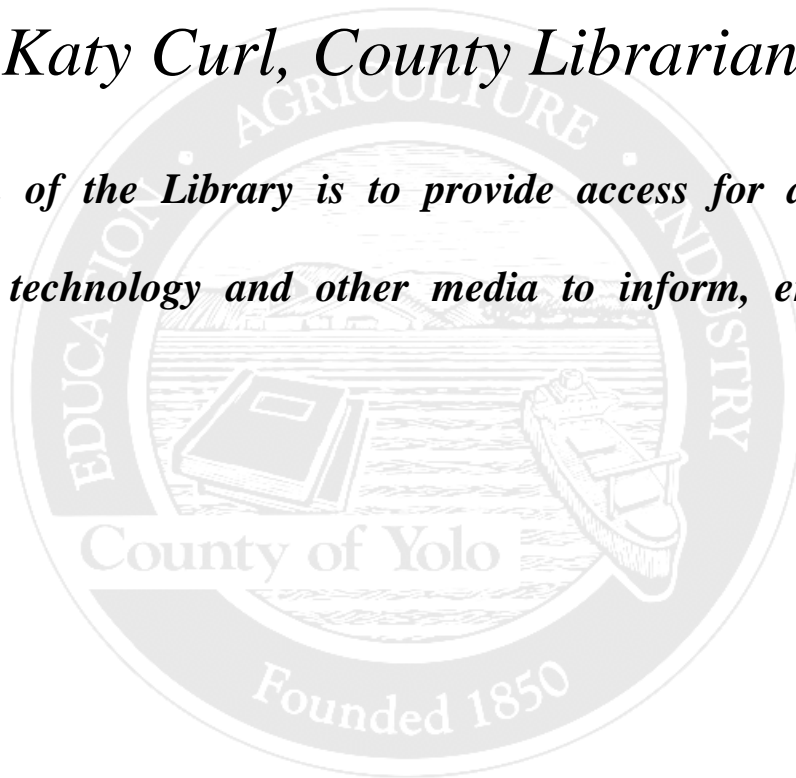 Katy Curl, County Librarian
AGRICULTURE
of the Library is to provide access for
EDUCATION
INDUSTRY
technology and other media to inform,
County of Yolo
Founded 1850